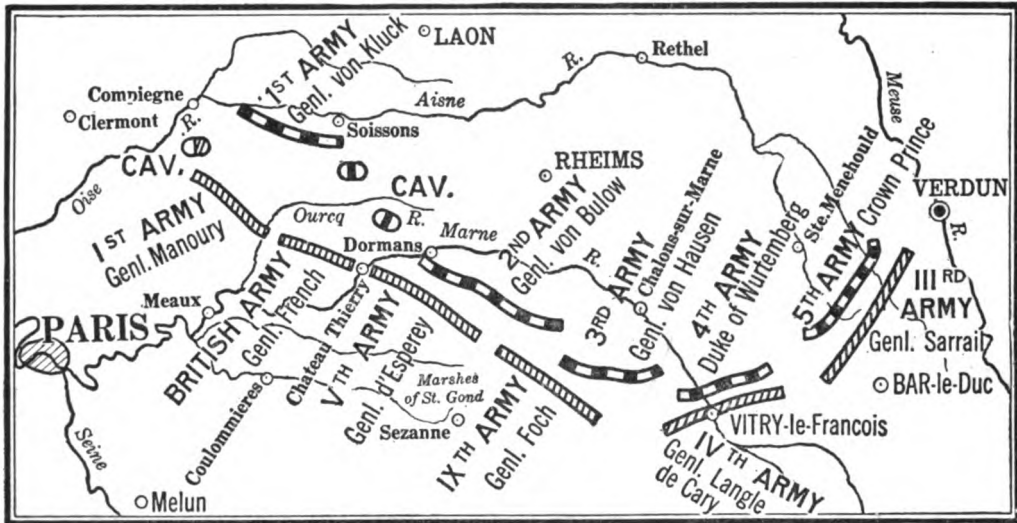 LAON
1ST ARMY
Genl. von Kluck
Rethel
R.
Compiegne
Clermont
R.
Aisne
Soissons
Meuse
CAV.
CAV.
RHEIMS
Oise
Ourcq
R.
1ST ARMY
Genl. Manoury
Dormans
Marne
R.
2ND ARMY
Genl. von Bulow
Chalons-sur-Marne
3RD ARMY
Genl. von Hausen
4TH ARMY
Duke of Wurtemberg
Ste. Menehould
5TH ARMY
Crown Prince
VERDUN
R.
IIIRD
ARMY
Genl. Sarrail
BAR-le-Duc
Meaux
PARIS
BRITISH ARMY
Genl. French
Chateau Thierry
VTH ARMY
Genl. d'Esperey
Marshes
of St. Gond
Sezanne
Coulommieres
IXTH ARMY
Genl. Foch
VITRY-le-Francois
IVTH ARMY
Genl. Langle
de Cary
Seine
Melun